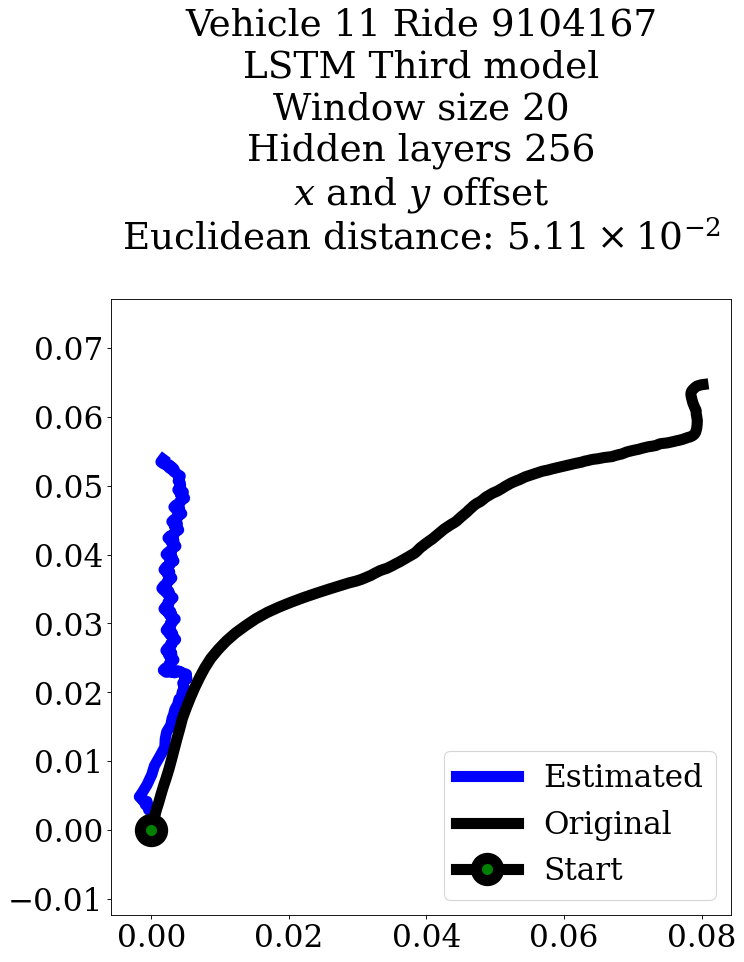 Vehicle 11 Ride 9104167
LSTM Third model
Window size 20
Hidden layers 256
x and y offset
Euclidean distance: 5.11 × 10⁻²
0.07
0.06
0.05
0.04
0.03
0.02
0.01
0.00
−0.01
Estimated
Original
Start
0.00 0.02 0.04 0.06 0.08